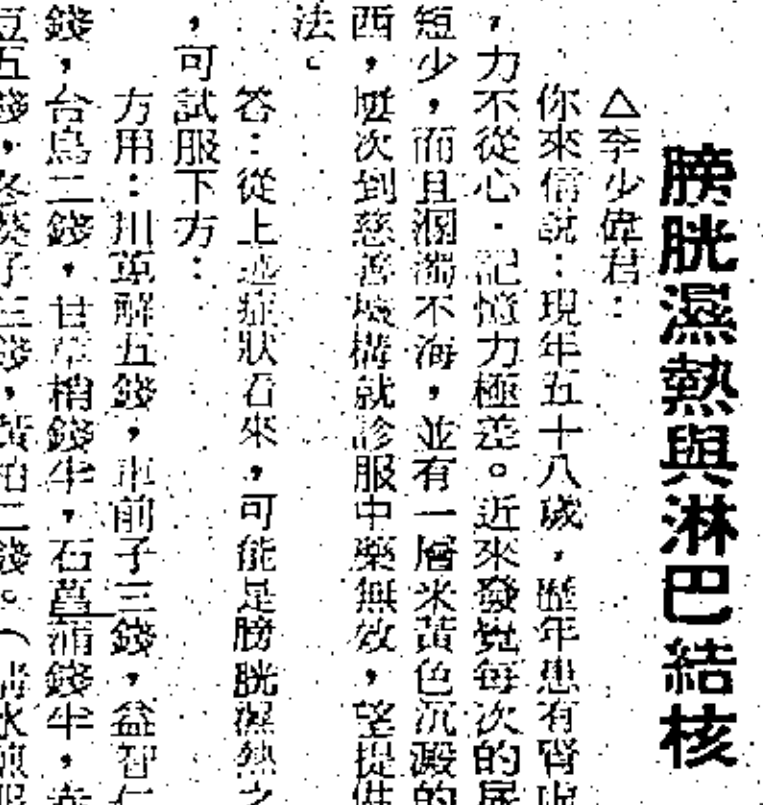 膀胱濕熱與淋巴結核
△李少偉君：
你來信說：現年五十八歲，歷年患有腎虛
，力不從心．記憶力極差。近來發覺每次的尿
短少，而且溷濁不海，並有一層米黃色沉澱的
西，屢次到慈善機構就診服中藥無效，望提供
法。
答：從上述症狀看來，可能是膀胱濕熱之
，可試服下方：
方用：川萆解五錢，車前子三錢，益智仁
錢，台烏二錢，甘草梢錢半，石菖蒲錢半，
五錢，冬葵子三錢，黃柏二錢。（清水煎服